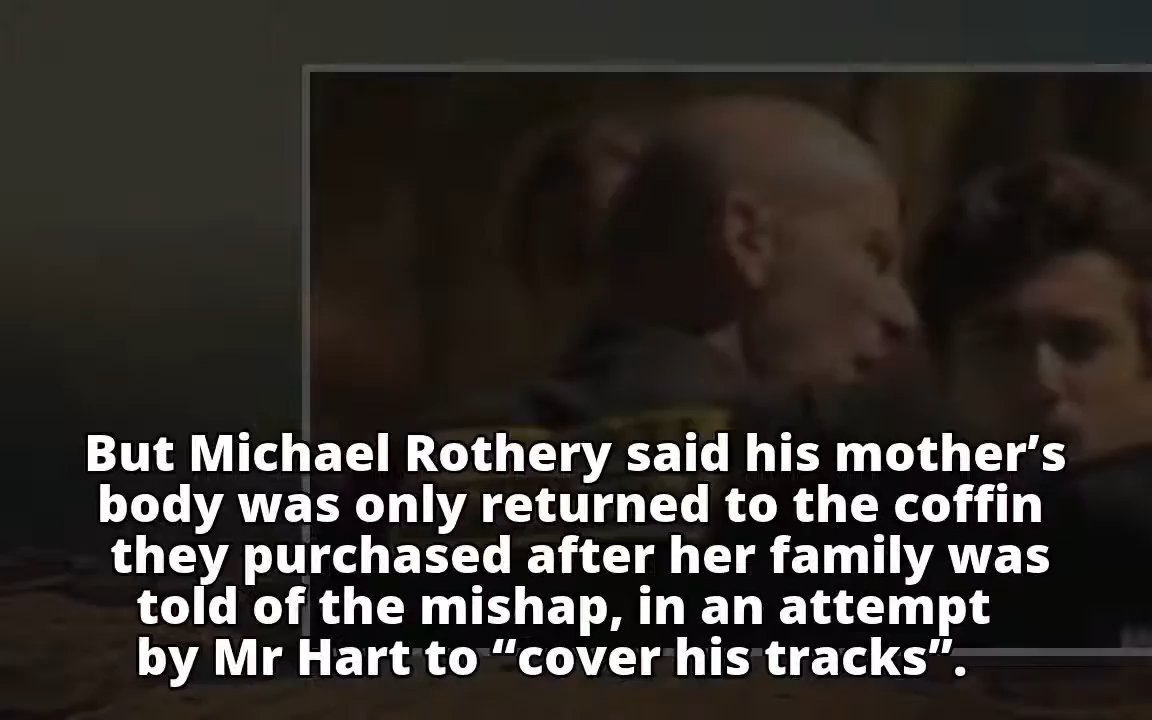 But Michael Rothery said his mother’s
body was only returned to the coffin
they purchased after her family was
told of the mishap, in an attempt
by Mr Hart to “cover his tracks”.